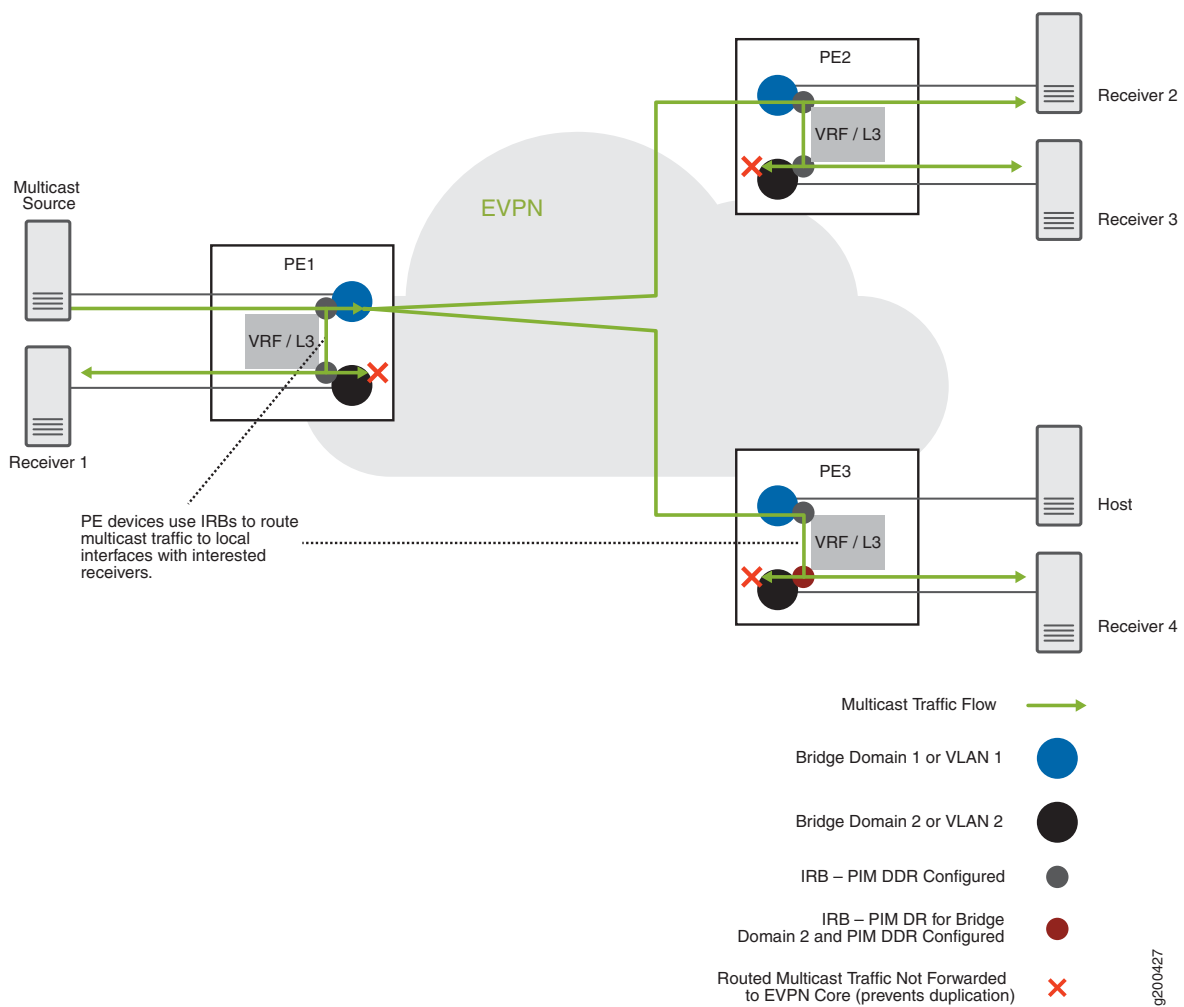 PE2
Receiver 2
VRF / L3
Multicast
Source
EVPN
Receiver 3
PE1
VRF / L3
Receiver 1
PE3
Host
PE devices use IRBs to route
multicast traffic to local
interfaces with interested
receivers.
VRF / L3
Receiver 4
Multicast Traffic Flow
Bridge Domain 1 or VLAN 1
Bridge Domain 2 or VLAN 2
IRB – PIM DDR Configured
IRB – PIM DR for Bridge
Domain 2 and PIM DDR Configured
Routed Multicast Traffic Not Forwarded
to EVPN Core (prevents duplication)
g200427